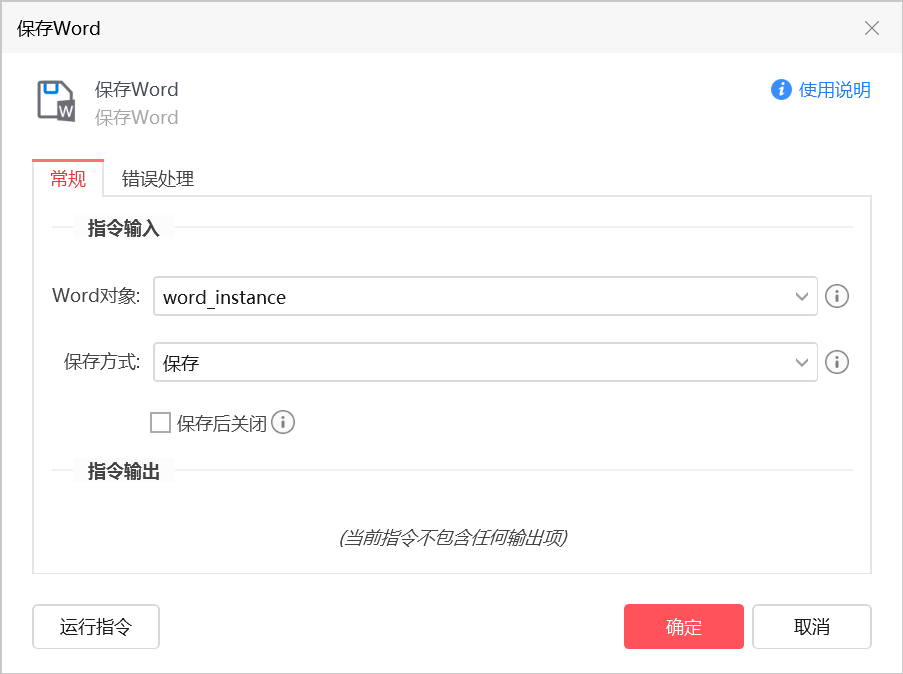 保存Word
保存Word
使用说明
保存Word
常规 错误处理
指令输入
Word对象: word_instance
保存方式: 保存
保存后关闭
指令输出
(当前指令不包含任何输出项)
运行指令 确定 取消